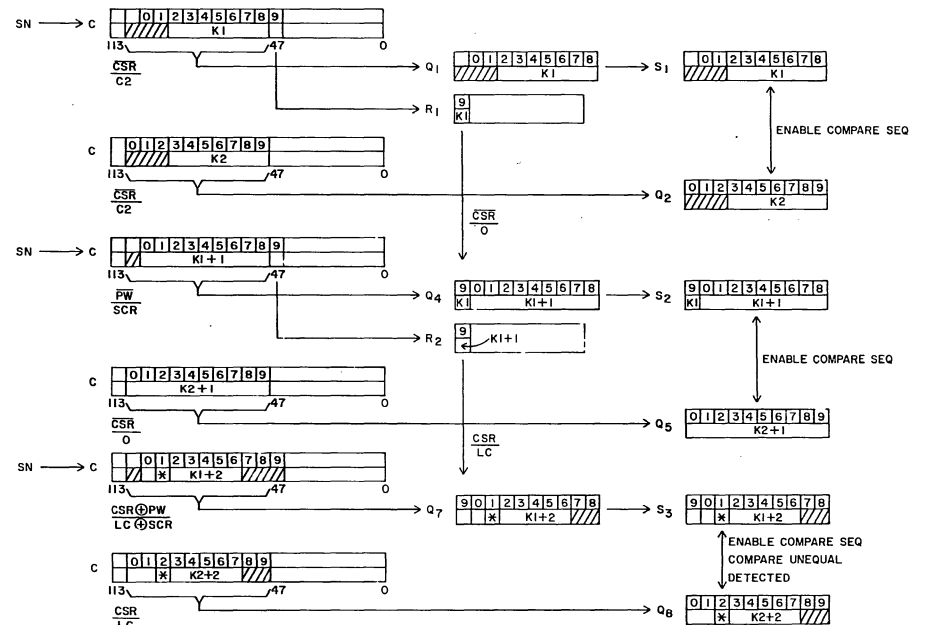 SN C 0 1 2 3 4 5 6 7 8 9
K1
113 47 0
CSR
C2
Q1 0 1 2 3 4 5 6 7 8
K1
S1 0 1 2 3 4 5 6 7 8
K1
R1 9
K1
ENABLE COMPARE SEQ
C 0 1 2 3 4 5 6 7 8 9
K2
113 47 0
CSR
C2
Q2 0 1 2 3 4 5 6 7 8 9
K2
CSR
0
SN C 0 1 2 3 4 5 6 7 8 9
K1+1
113 47 0
PW
SCR
Q4 9 0 1 2 3 4 5 6 7 8
K1 K1+1
S2 9 0 1 2 3 4 5 6 7 8
K1 K1+1
R2 9
K1+1
ENABLE COMPARE SEQ
C 0 1 2 3 4 5 6 7 8 9
K2+1
113 47 0
CSR
0
Q5 0 1 2 3 4 5 6 7 8 9
K2+1
CSR
LC
SN C 0 1 2 3 4 5 6 7 8 9
* K1+2
113 47 0
CSR⊕PW
LC⊕SCR
Q7 9 0 1 2 3 4 5 6 7 8
* K1+2
S3 9 0 1 2 3 4 5 6 7 8
* K1+2
ENABLE COMPARE SEQ
COMPARE UNEQUAL
DETECTED
C 0 1 2 3 4 5 6 7 8 9
* K2+2
113 47 0
CSR
LC
Q8 0 1 2 3 4 5 6 7 8 9
* K2+2